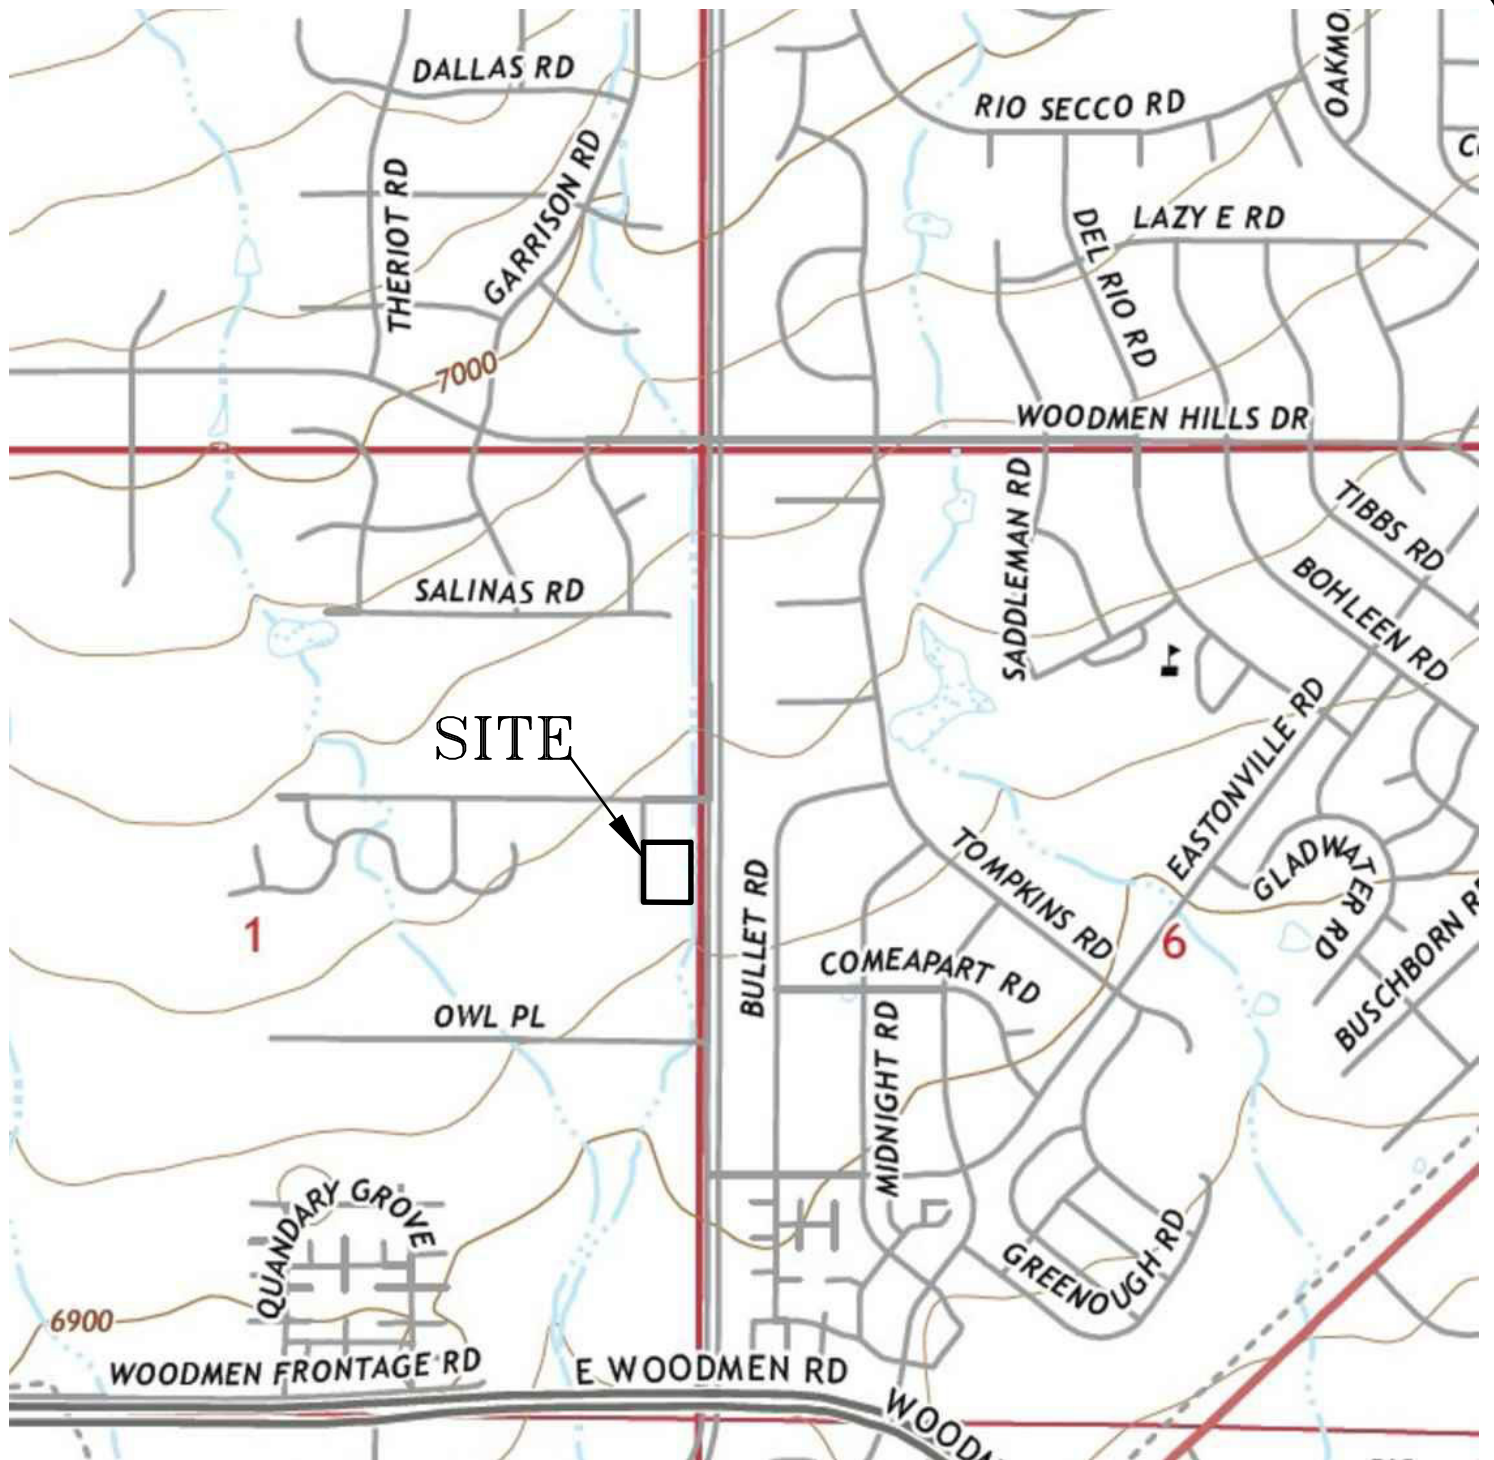 DALLAS RD
RIO SECCO RD
THERIOT RD
GARRISON RD
DEL RIO RD
LAZY E RD
7000
WOODMEN HILLS DR
SADDLEMAN RD
TIBBS RD
BOHLEEN RD
SALINAS RD
SITE
EASTONVILLE RD
TOMPKINS RD
GLADWATER RD
BULLET RD
1
6
COMEAPART RD
BUSCHBORN RD
OWL PL
MIDNIGHT RD
QUANDARY GROVE
GREENOUGH RD
6900
WOODMEN FRONTAGE RD
E WOODMEN RD